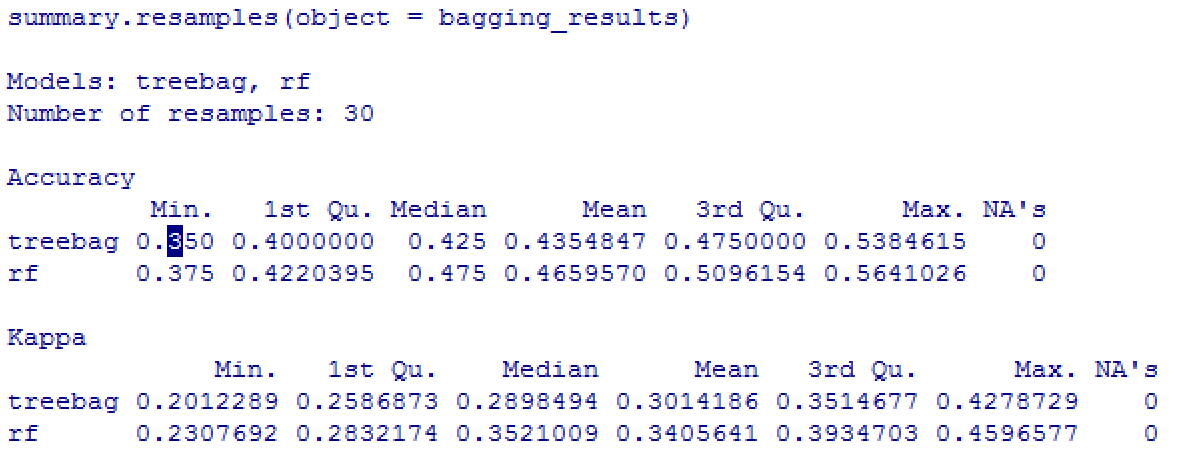 summary.resamples(object = bagging_results)
Models: treebag, rf
Number of resamples: 30
Accuracy
Min. 1st Qu. Median Mean 3rd Qu. Max. NA's
treebag 0.350 0.4000000 0.425 0.4354847 0.4750000 0.5384615 0
rf 0.375 0.4220395 0.475 0.4659570 0.5096154 0.5641026 0
Kappa
Min. 1st Qu. Median Mean 3rd Qu. Max. NA's
treebag 0.2012289 0.2586873 0.2898494 0.3014186 0.3514677 0.4278729 0
rf 0.2307692 0.2832174 0.3521009 0.3405641 0.3934703 0.4596577 0